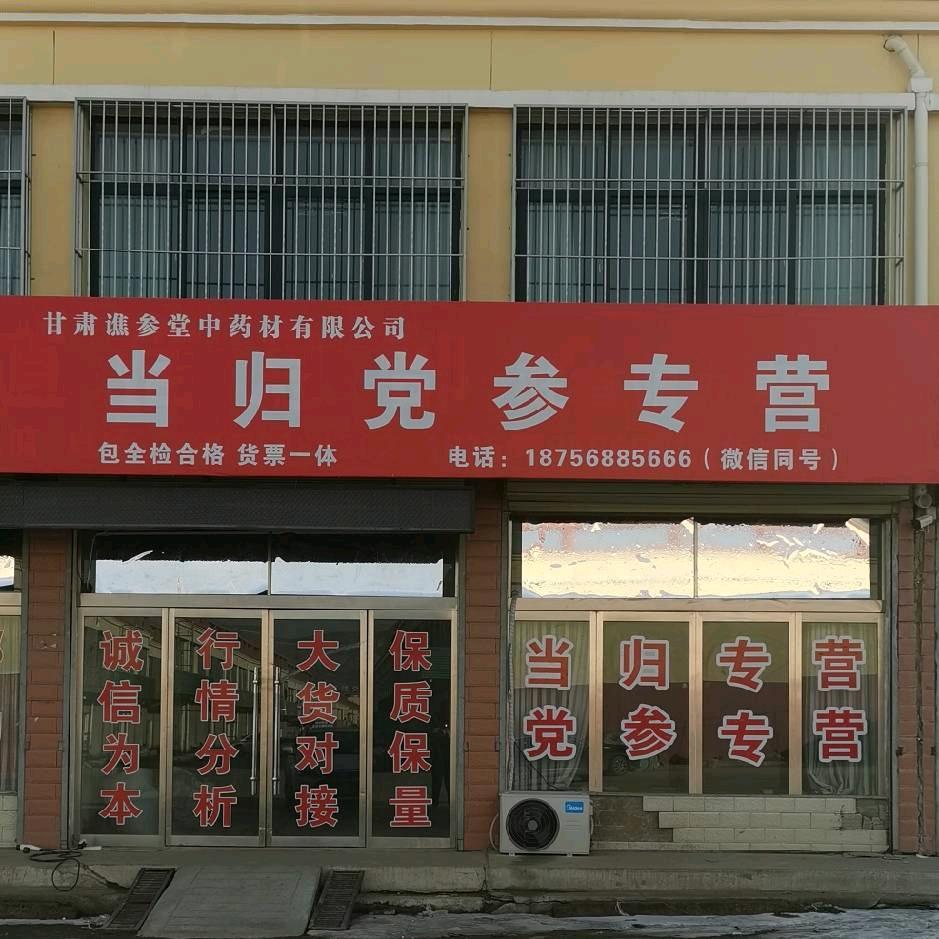 甘肃谯参堂中药材有限公司
当归党参专营
包全检合格 货票一体
电话：18756885666（微信同号）
诚信为本
行情分析
大货对接
保质保量
当归专营
党参专营
Midea